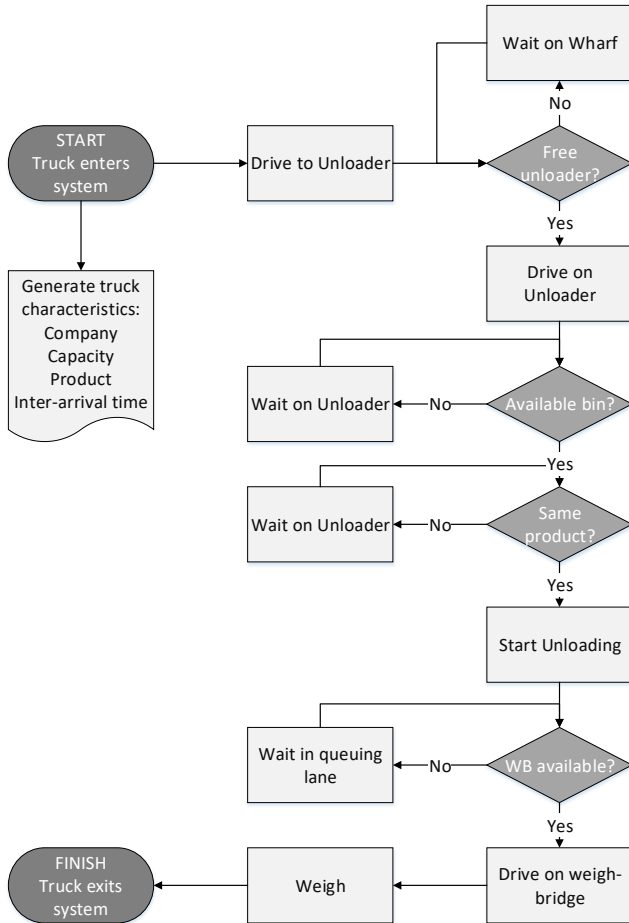 Wait on Wharf
No
START
Truck enters
system
Drive to Unloader
Free
unloader?
Yes
Generate truck
characteristics:
Company
Capacity
Product
Inter-arrival time
Drive on
Unloader
Wait on Unloader
No
Available bin?
Yes
Wait on Unloader
No
Same
product?
Yes
Start Unloading
Wait in queuing
lane
No
WB available?
Yes
FINISH
Truck exits
system
Weigh
Drive on weigh-
bridge